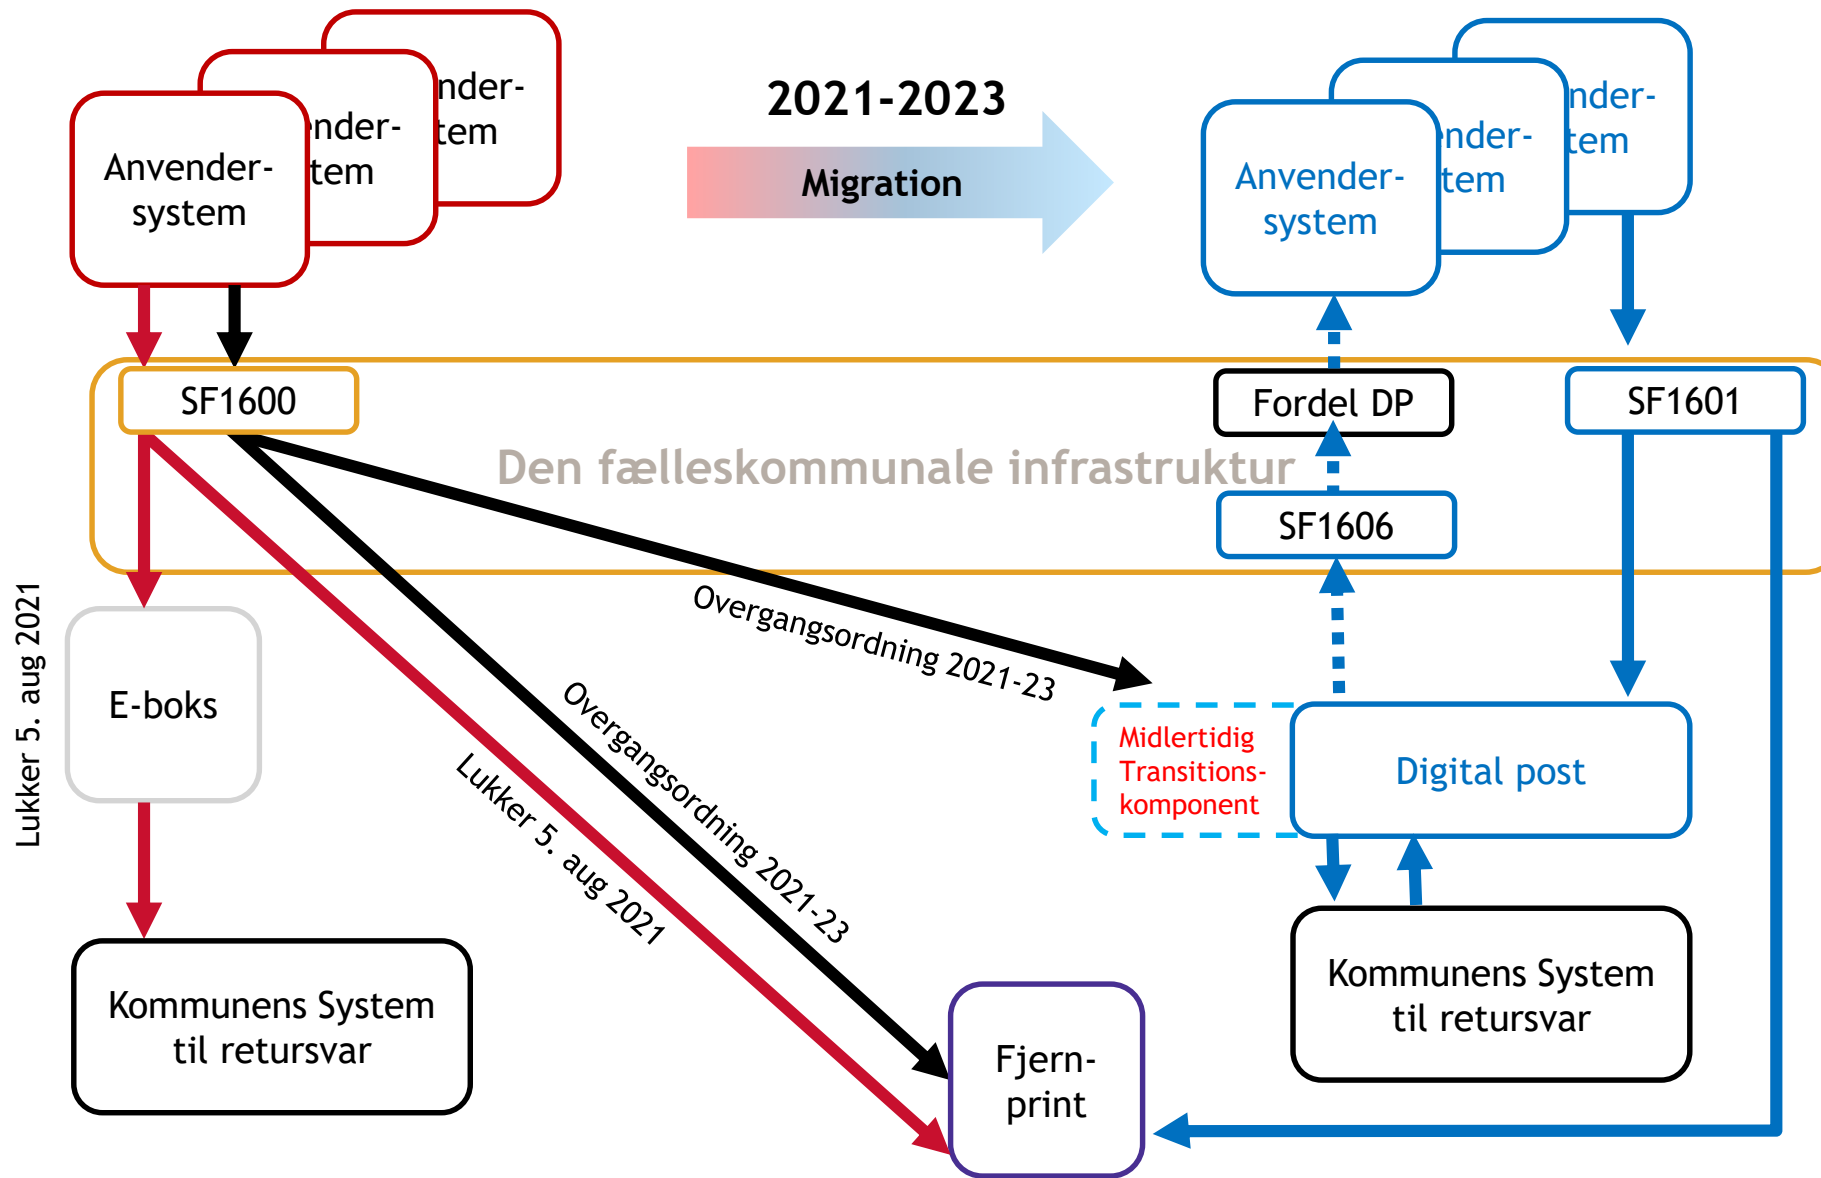 Anvender-
system
ender-
tem
nder-
tem
2021-2023
Migration
Anvender-
system
ender-
tem
nder-
tem
SF1600
Fordel DP
SF1601
Den fælleskommunale infrastruktur
SF1606
Lukker 5. aug 2021
E-boks
Overgangsordning 2021-23
Overgangsordning 2021-23
Lukker 5. aug 2021
Midlertidig
Transitions-
komponent
Digital post
Kommunens System
til retursvar
Fjern-
print
Kommunens System
til retursvar